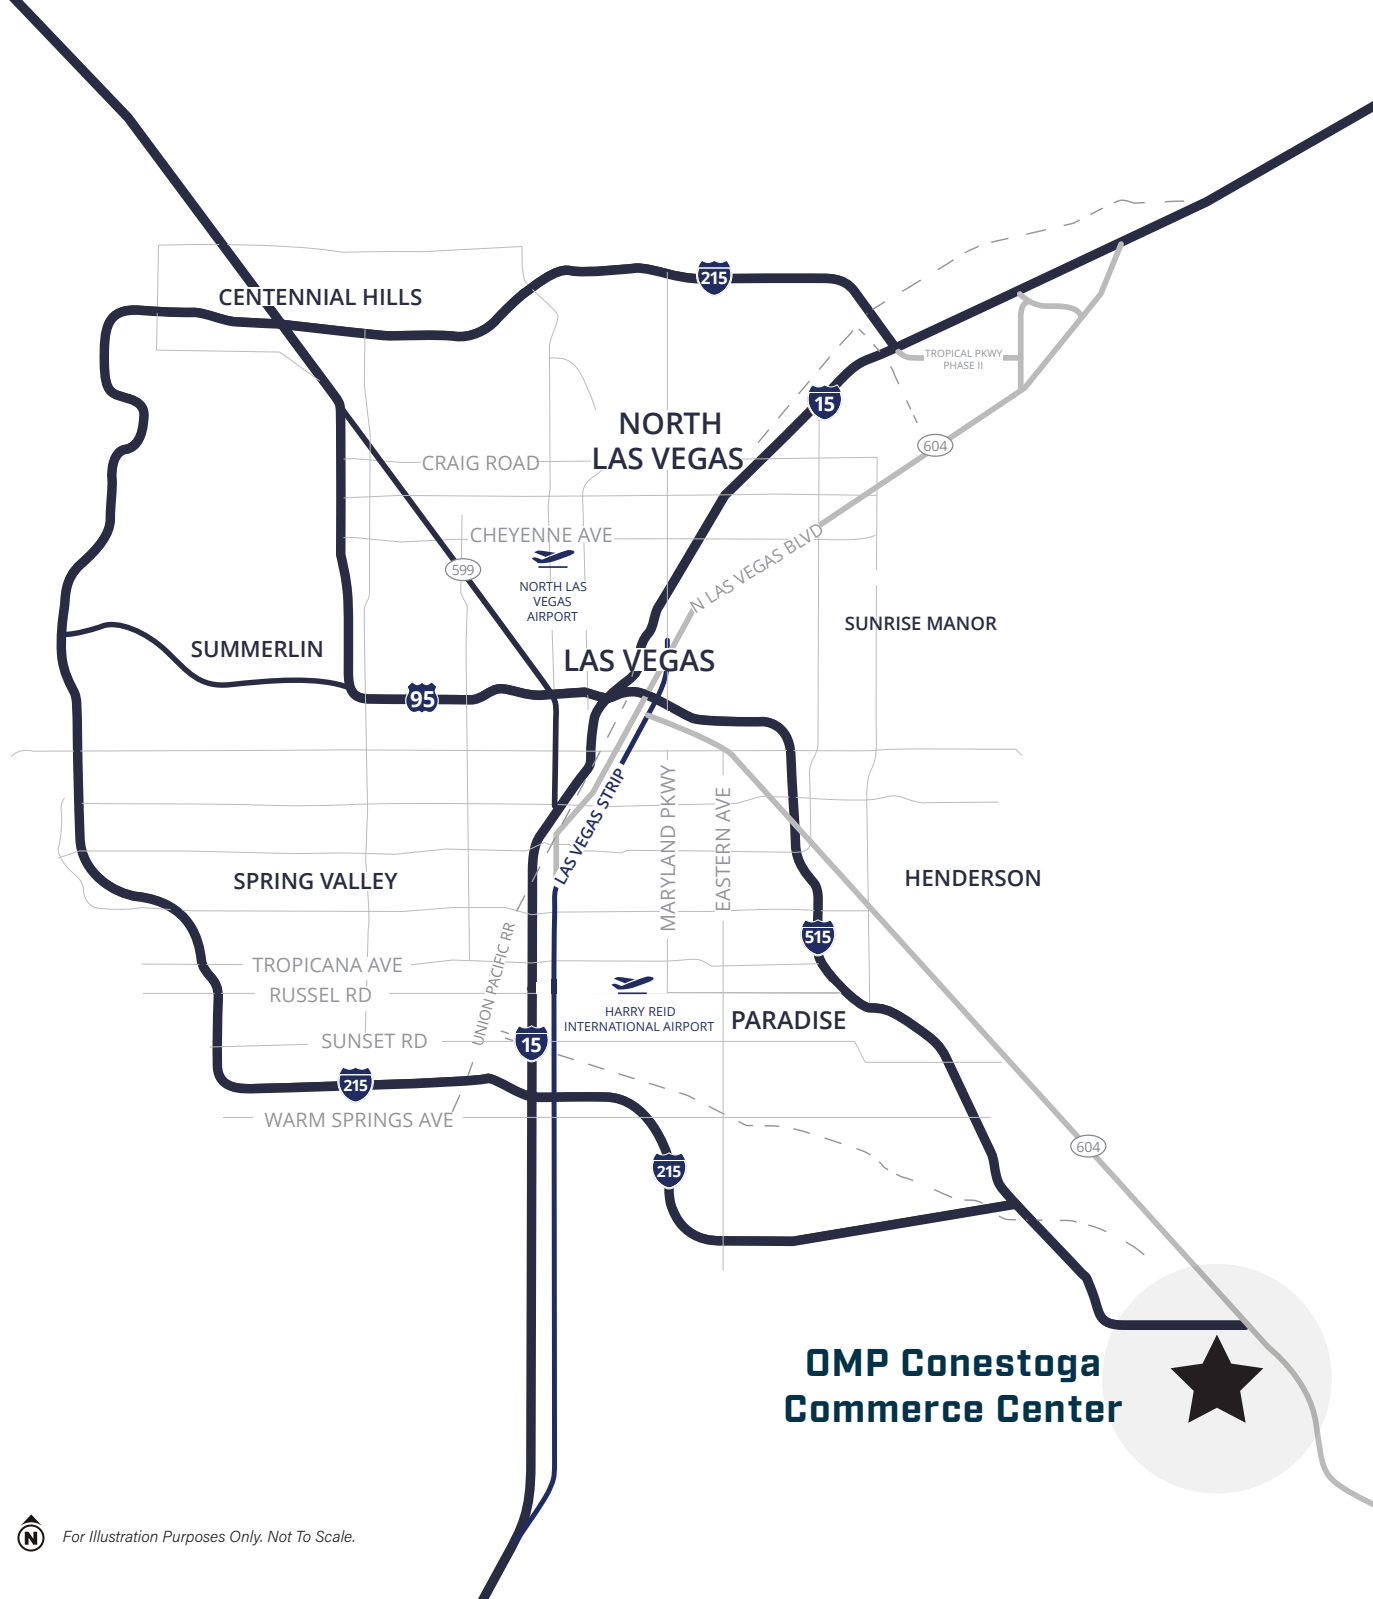 215
CENTENNIAL HILLS
TROPICAL PKWY
PHASE II
15
NORTH
LAS VEGAS
604
CRAIG ROAD
CHEYENNE AVE
599
NORTH LAS
VEGAS
AIRPORT
N LAS VEGAS BLVD
SUNRISE MANOR
SUMMERLIN
LAS VEGAS
95
LAS VEGAS STRIP
MARYLAND PKWY
EASTERN AVE
SPRING VALLEY
HENDERSON
515
UNION PACIFIC RR
TROPICANA AVE
RUSSEL RD
HARRY REID
INTERNATIONAL AIRPORT
PARADISE
SUNSET RD
15
215
WARM SPRINGS AVE
604
215
OMP Conestoga
Commerce Center
N
For Illustration Purposes Only. Not To Scale.